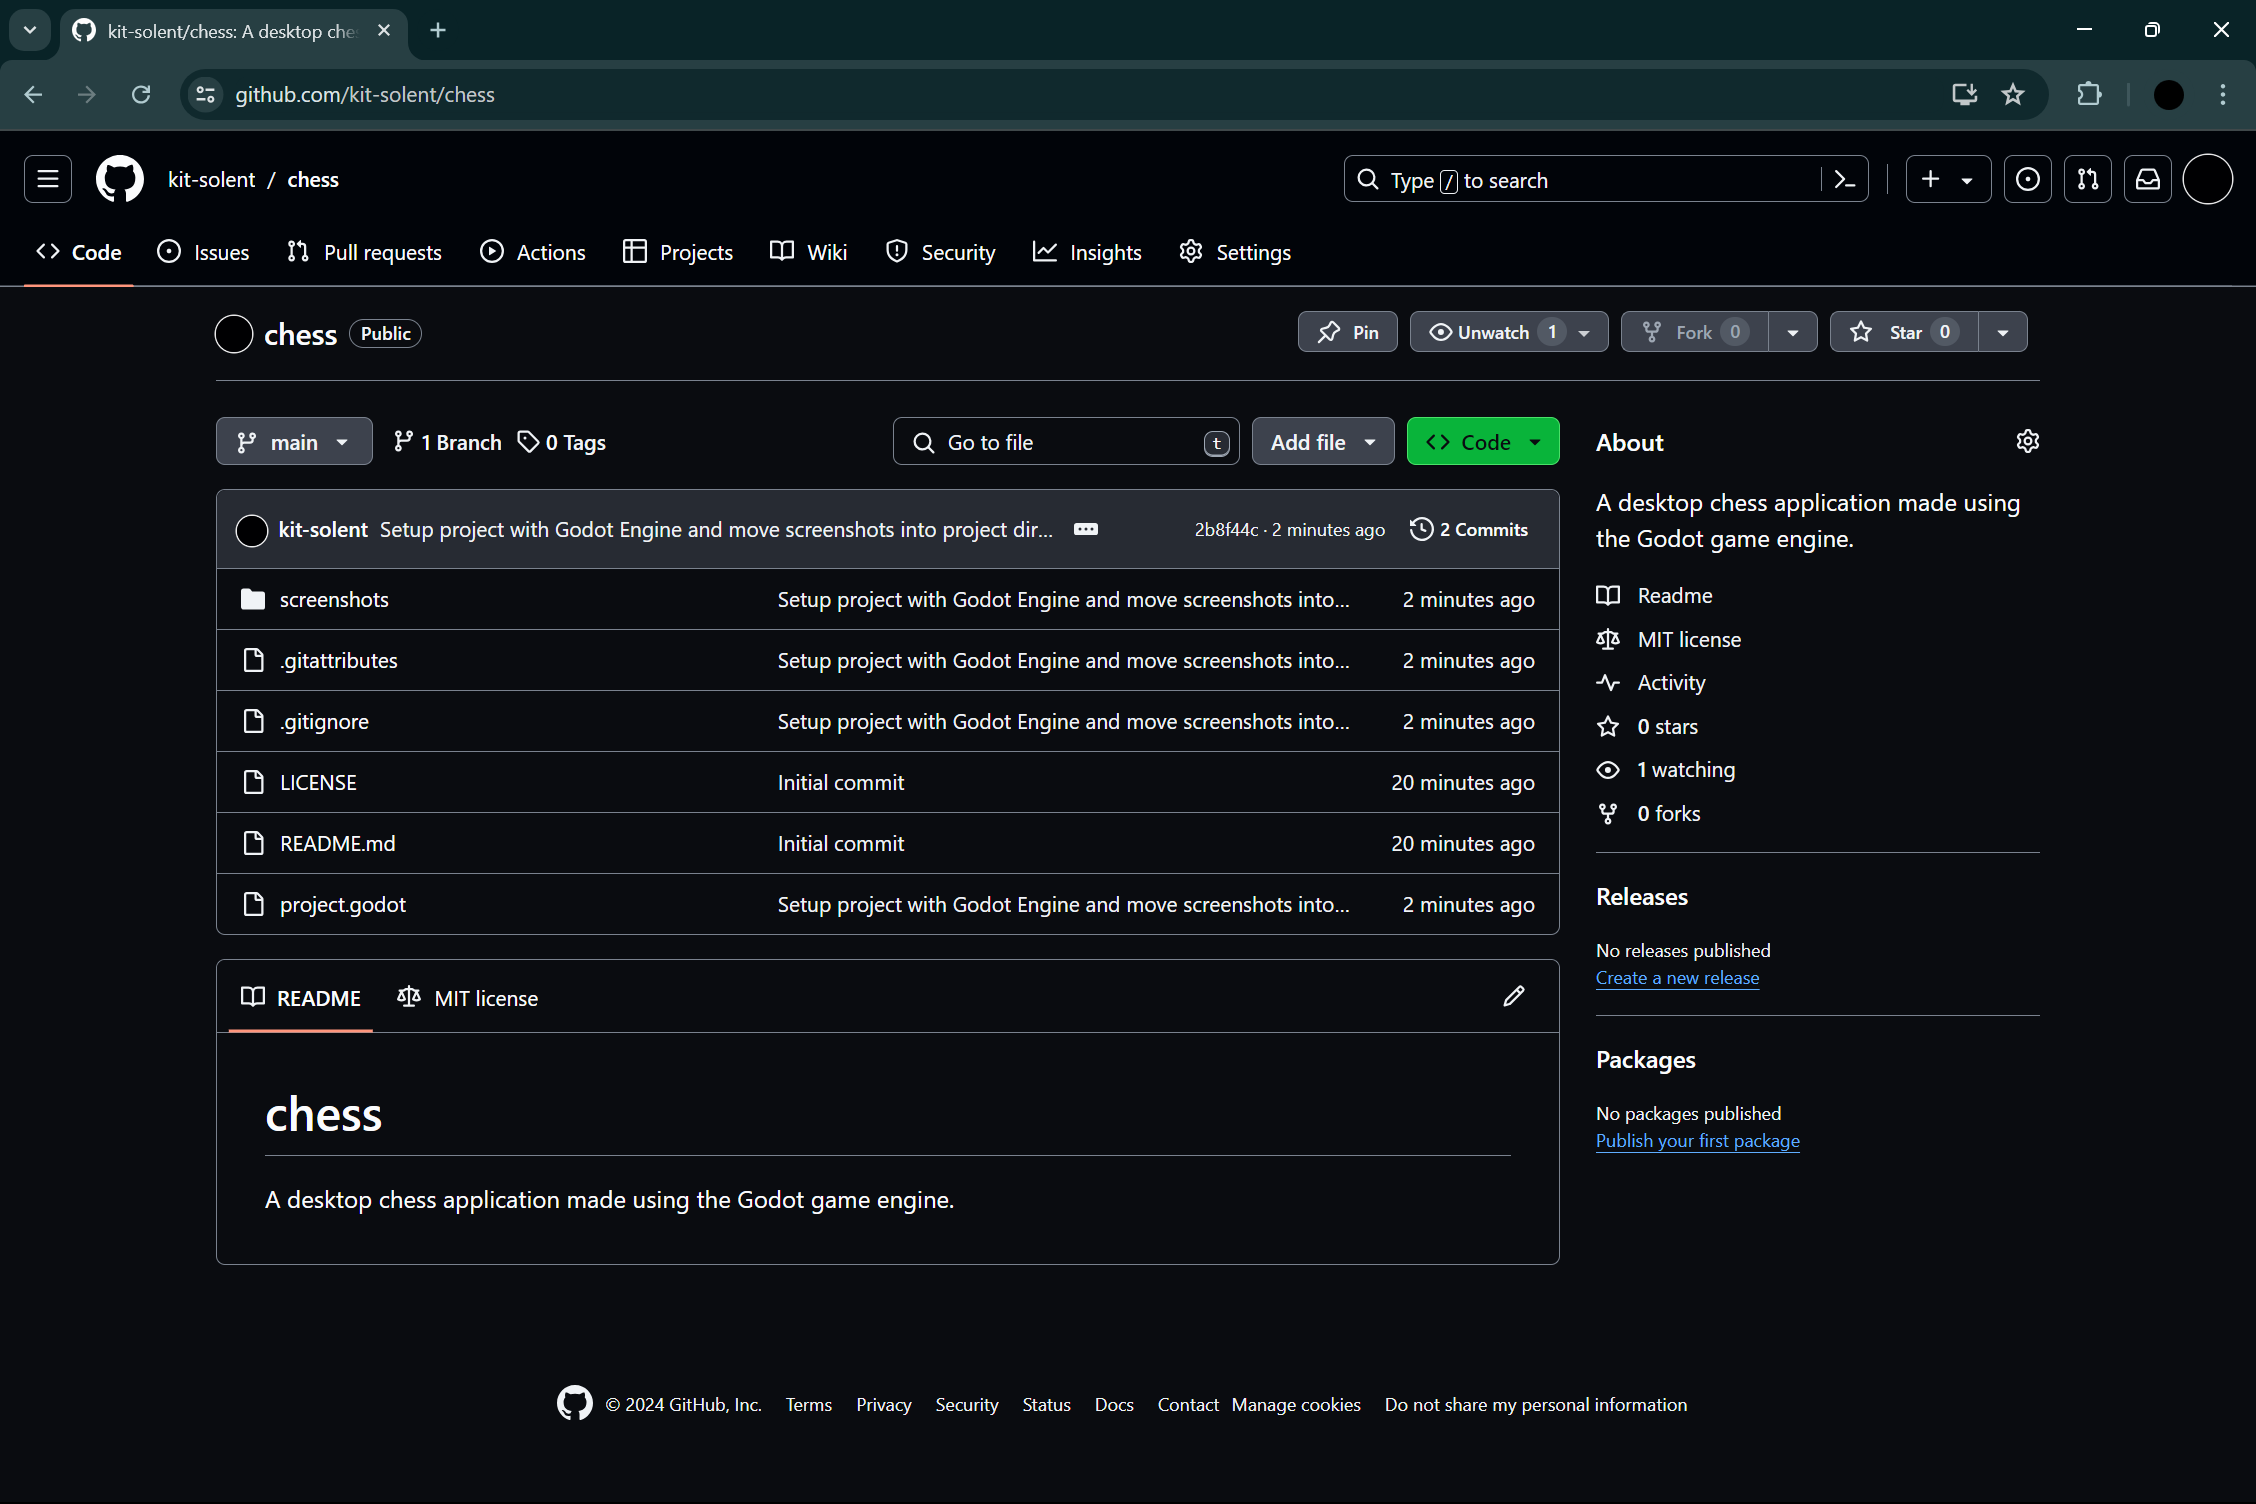 kit-solent/chess: A desktop che
github.com/kit-solent/chess
kit-solent / chess
Type / to search
Code Issues Pull requests Actions Projects Wiki Security Insights Settings
chess Public
Pin Unwatch 1 Fork 0 Star 0
main 1 Branch 0 Tags Go to file t Add file Code
kit-solent Setup project with Godot Engine and move screenshots into project dir... 2b8f44c · 2 minutes ago 2 Commits
screenshots Setup project with Godot Engine and move screenshots into... 2 minutes ago
.gitattributes Setup project with Godot Engine and move screenshots into... 2 minutes ago
.gitignore Setup project with Godot Engine and move screenshots into... 2 minutes ago
LICENSE Initial commit 20 minutes ago
README.md Initial commit 20 minutes ago
project.godot Setup project with Godot Engine and move screenshots into... 2 minutes ago
README MIT license
chess
A desktop chess application made using the Godot game engine.
About
A desktop chess application made using
the Godot game engine.
Readme
MIT license
Activity
0 stars
1 watching
0 forks
Releases
No releases published
Create a new release
Packages
No packages published
Publish your first package
© 2024 GitHub, Inc. Terms Privacy Security Status Docs Contact Manage cookies Do not share my personal information